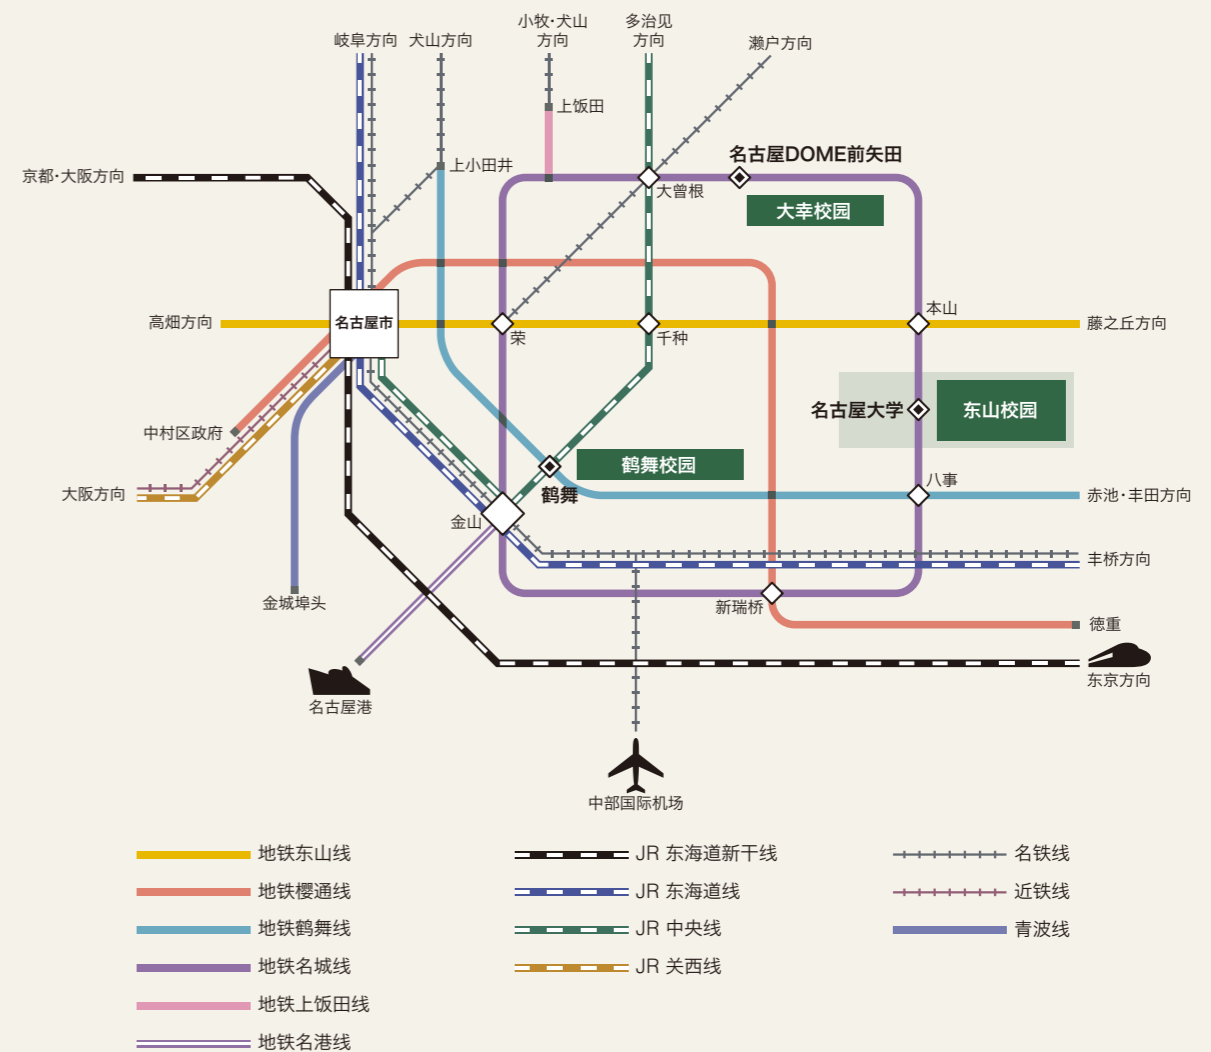 小牧·犬山
方向
多治见
方向
岐阜方向
犬山方向
濑户方向
上饭田
名古屋DOME前矢田
上小田井
京都·大阪方向
大曾根
大幸校园
高畑方向
名古屋市
荣
千种
本山
藤之丘方向
名古屋大学
东山校园
中村区政府
鹤舞校园
八事
大阪方向
鹤舞
赤池·丰田方向
金山
丰桥方向
金城埠头
新瑞桥
徳重
东京方向
名古屋港
中部国际机场
地铁东山线
JR 东海道新干线
名铁线
地铁樱通线
JR 东海道线
近铁线
地铁鹤舞线
JR 中央线
青波线
地铁名城线
JR 关西线
地铁上饭田线
地铁名港线